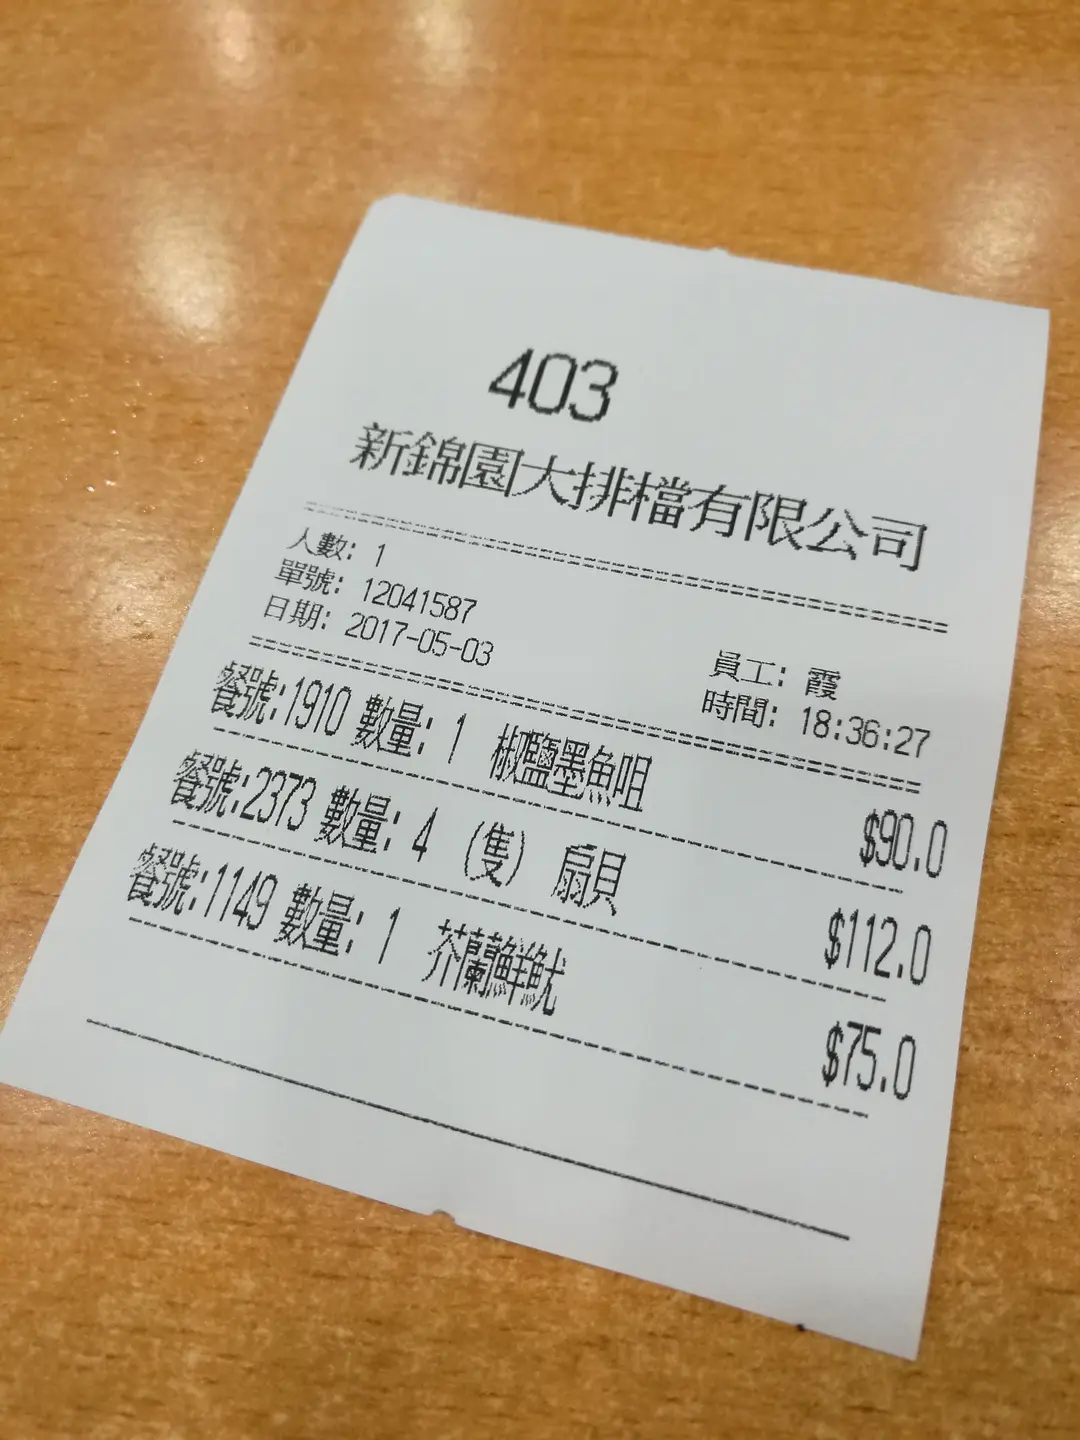 403
新錦園大排檔有限公司
人數: 1
單號: 12041587
日期: 2017-05-03
員工: 霞
時間: 18:36:27
餐號:1910 數量: 1 椒鹽墨魚咀 $90.0
餐號:2373 數量: 4 (隻) 扇貝 $112.0
餐號:1149 數量: 1 芥蘭鮮魷 $75.0